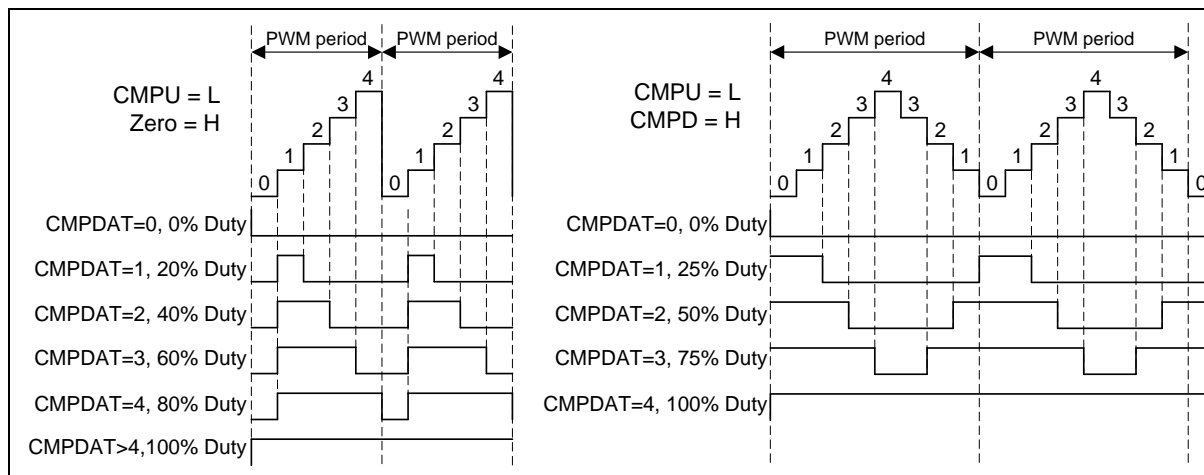 PWM period PWM period
CMPU = L
Zero = H
0 1 2 3 4 0 1 2 3 4
CMPDAT=0, 0% Duty
CMPDAT=1, 20% Duty
CMPDAT=2, 40% Duty
CMPDAT=3, 60% Duty
CMPDAT=4, 80% Duty
CMPDAT>4,100% Duty
PWM period PWM period
CMPU = L
CMPD = H
0 1 2 3 4 3 2 1 0 1 2 3 4 3 2 1 0
CMPDAT=0, 0% Duty
CMPDAT=1, 25% Duty
CMPDAT=2, 50% Duty
CMPDAT=3, 75% Duty
CMPDAT=4, 100% Duty